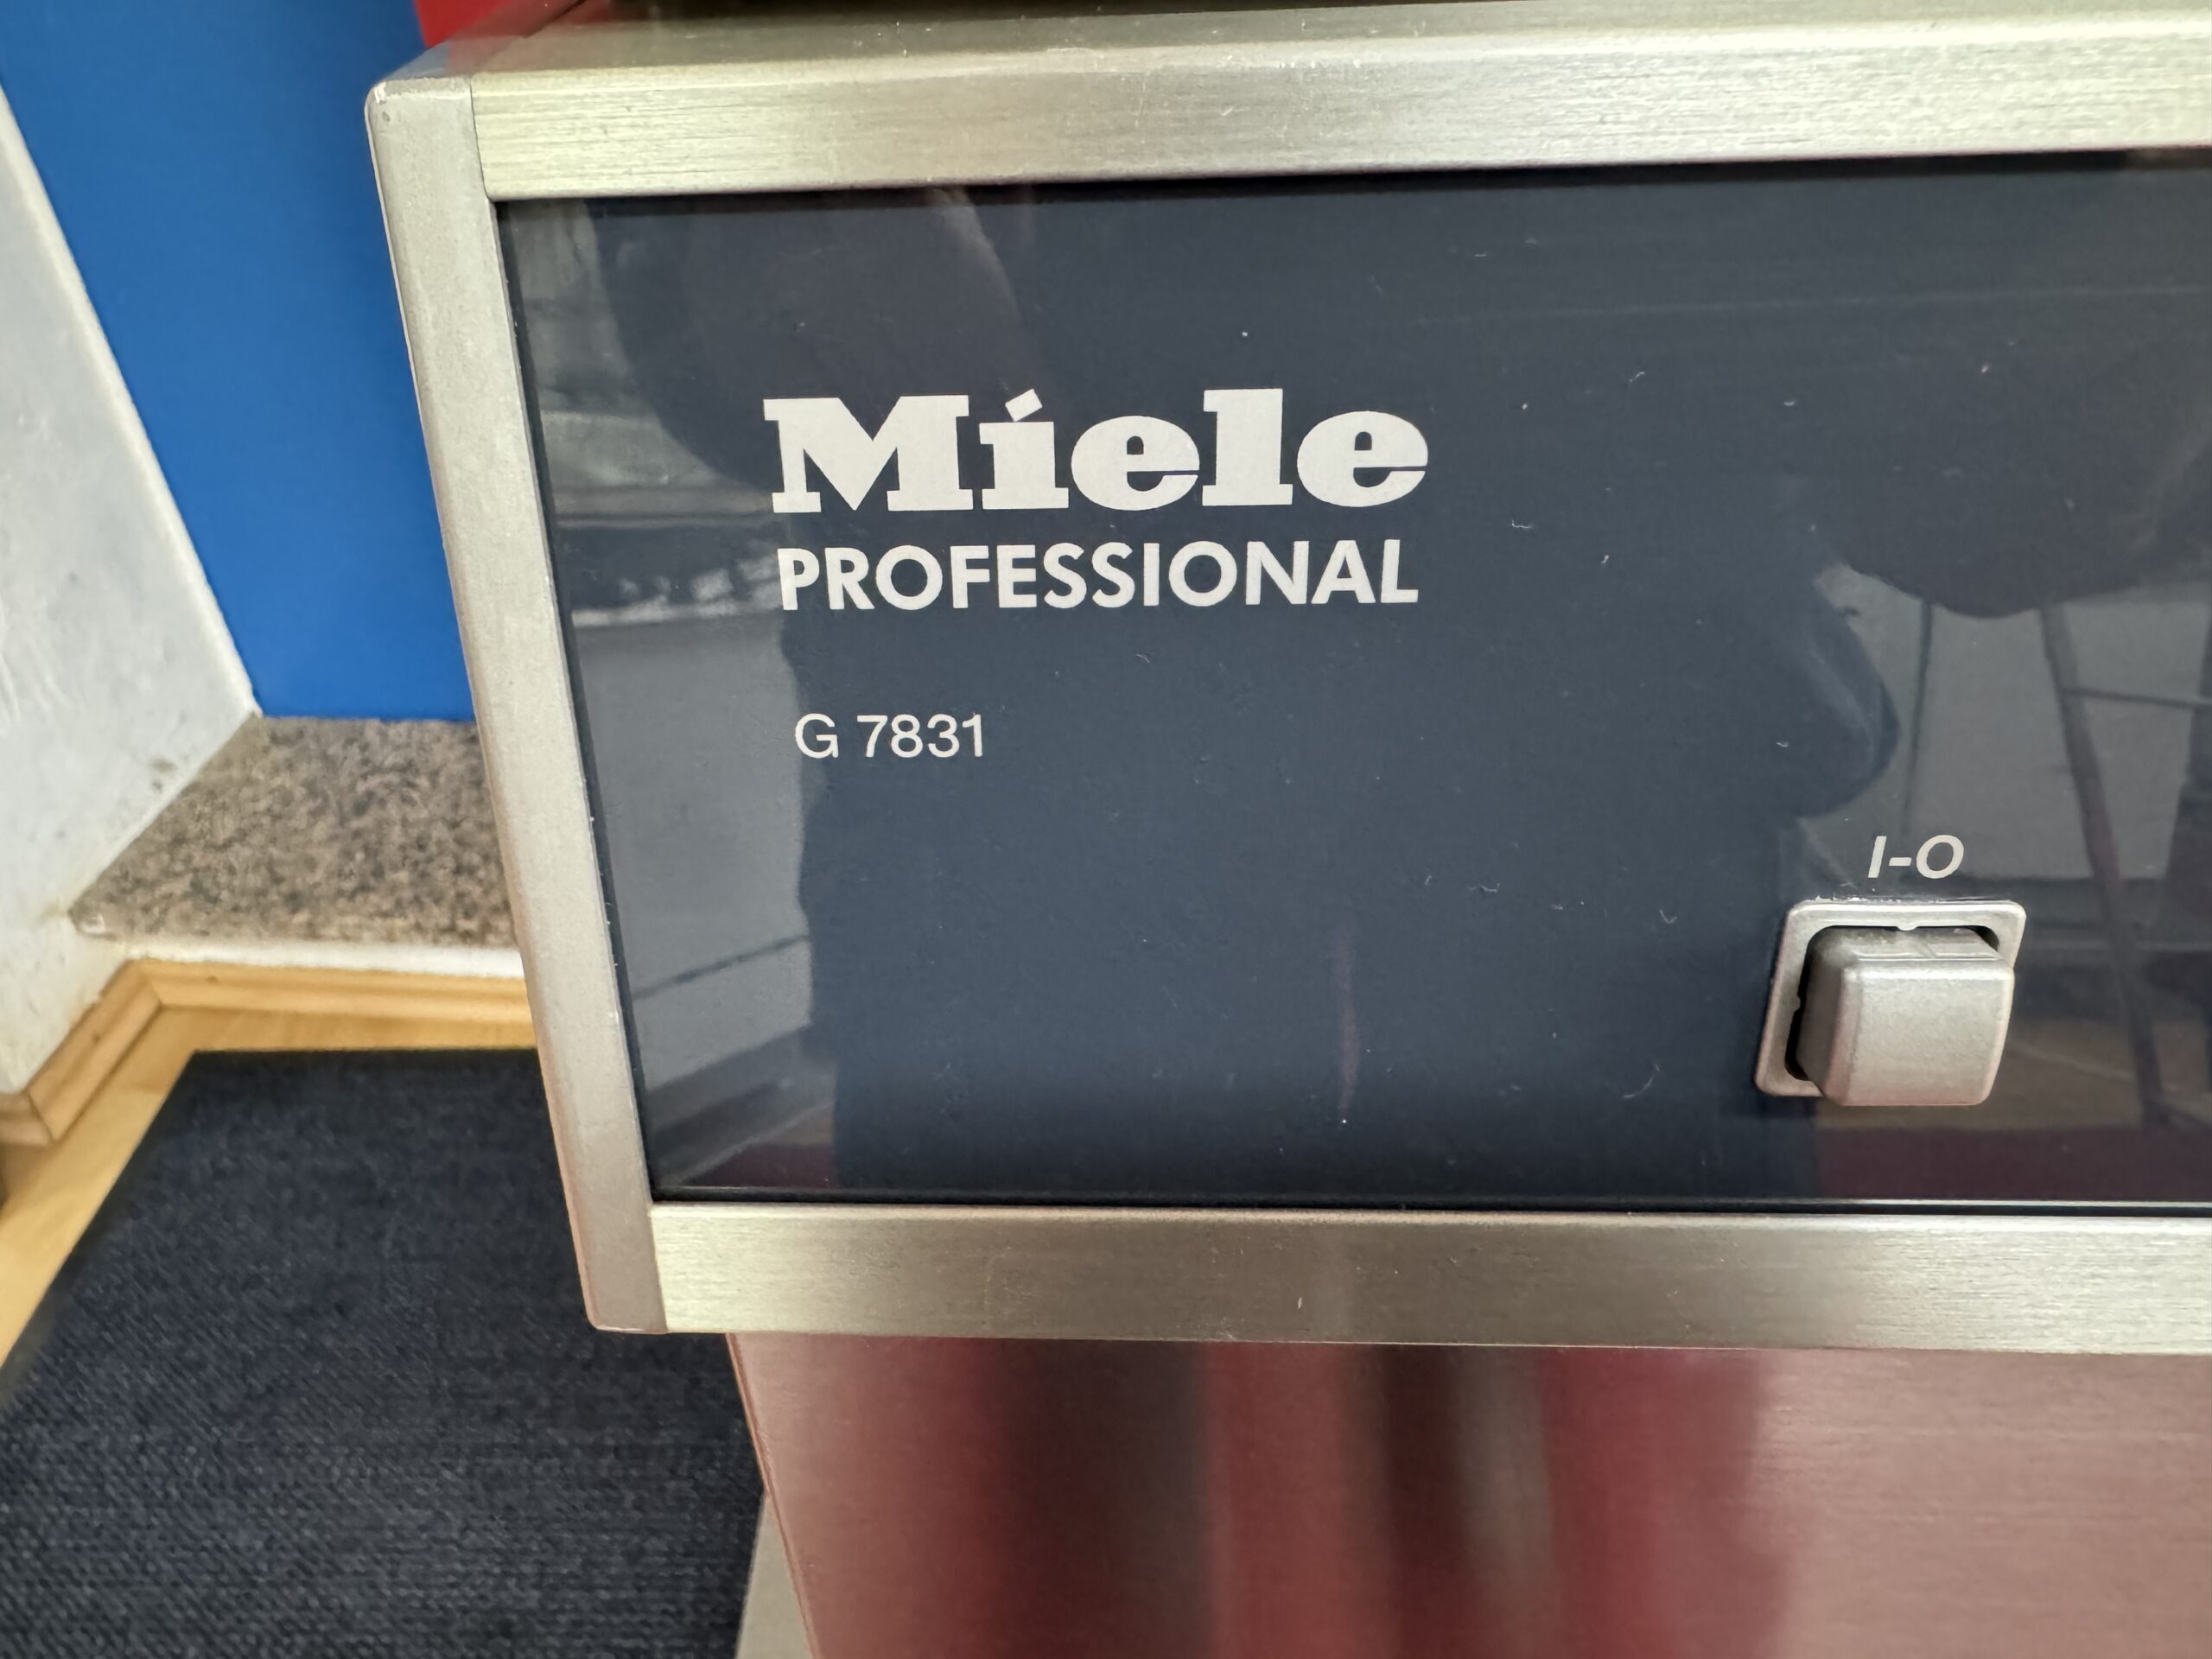 Miele
PROFESSIONAL
G 7831
I-O